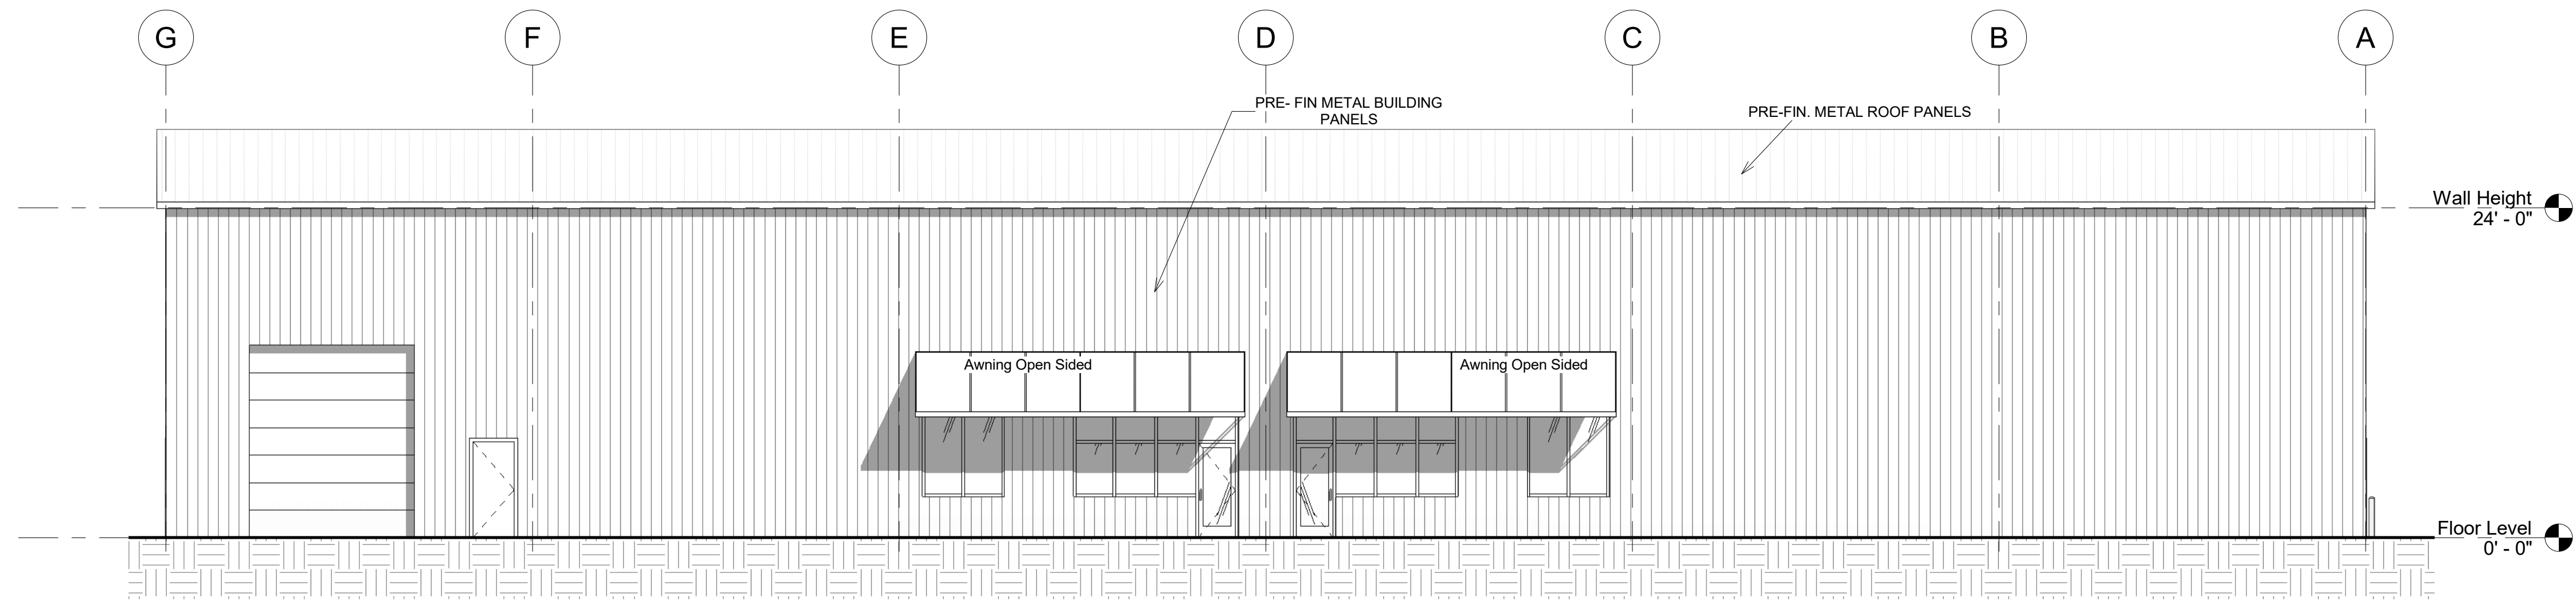 G F E D C B A
PRE- FIN METAL BUILDING
PANELS
PRE-FIN. METAL ROOF PANELS
Wall Height
24' - 0"
Awning Open Sided
Awning Open Sided
Floor Level
0' - 0"